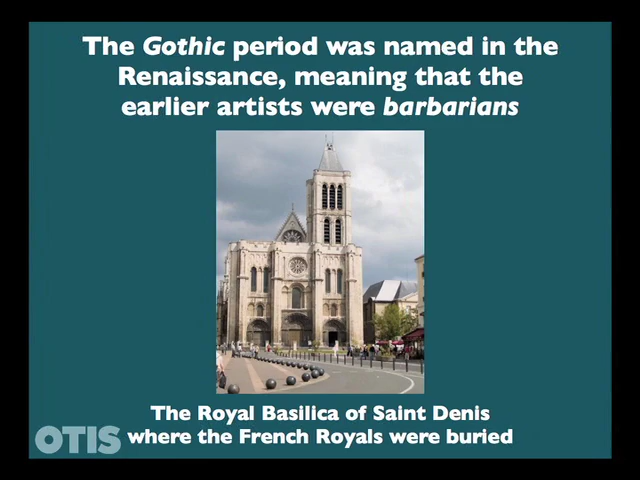 The Gothic period was named in the
Renaissance, meaning that the
earlier artists were barbarians
The Royal Basilica of Saint Denis
where the French Royals were buried
OTIS